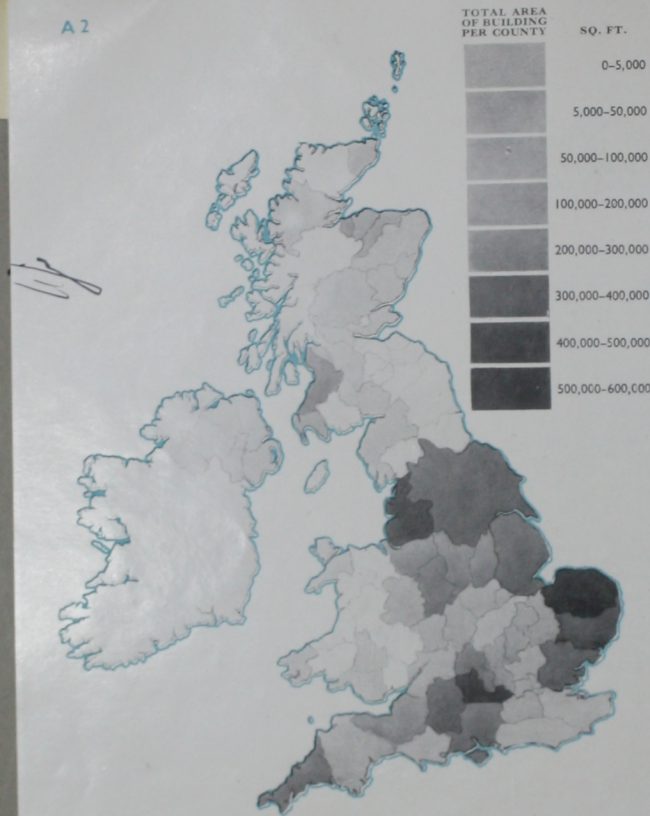 A 2
TOTAL AREA
OF BUILDING
PER COUNTY
SQ. FT.
0–5,000
5,000–50,000
50,000–100,000
100,000–200,000
200,000–300,000
300,000–400,000
400,000–500,000
500,000–600,000